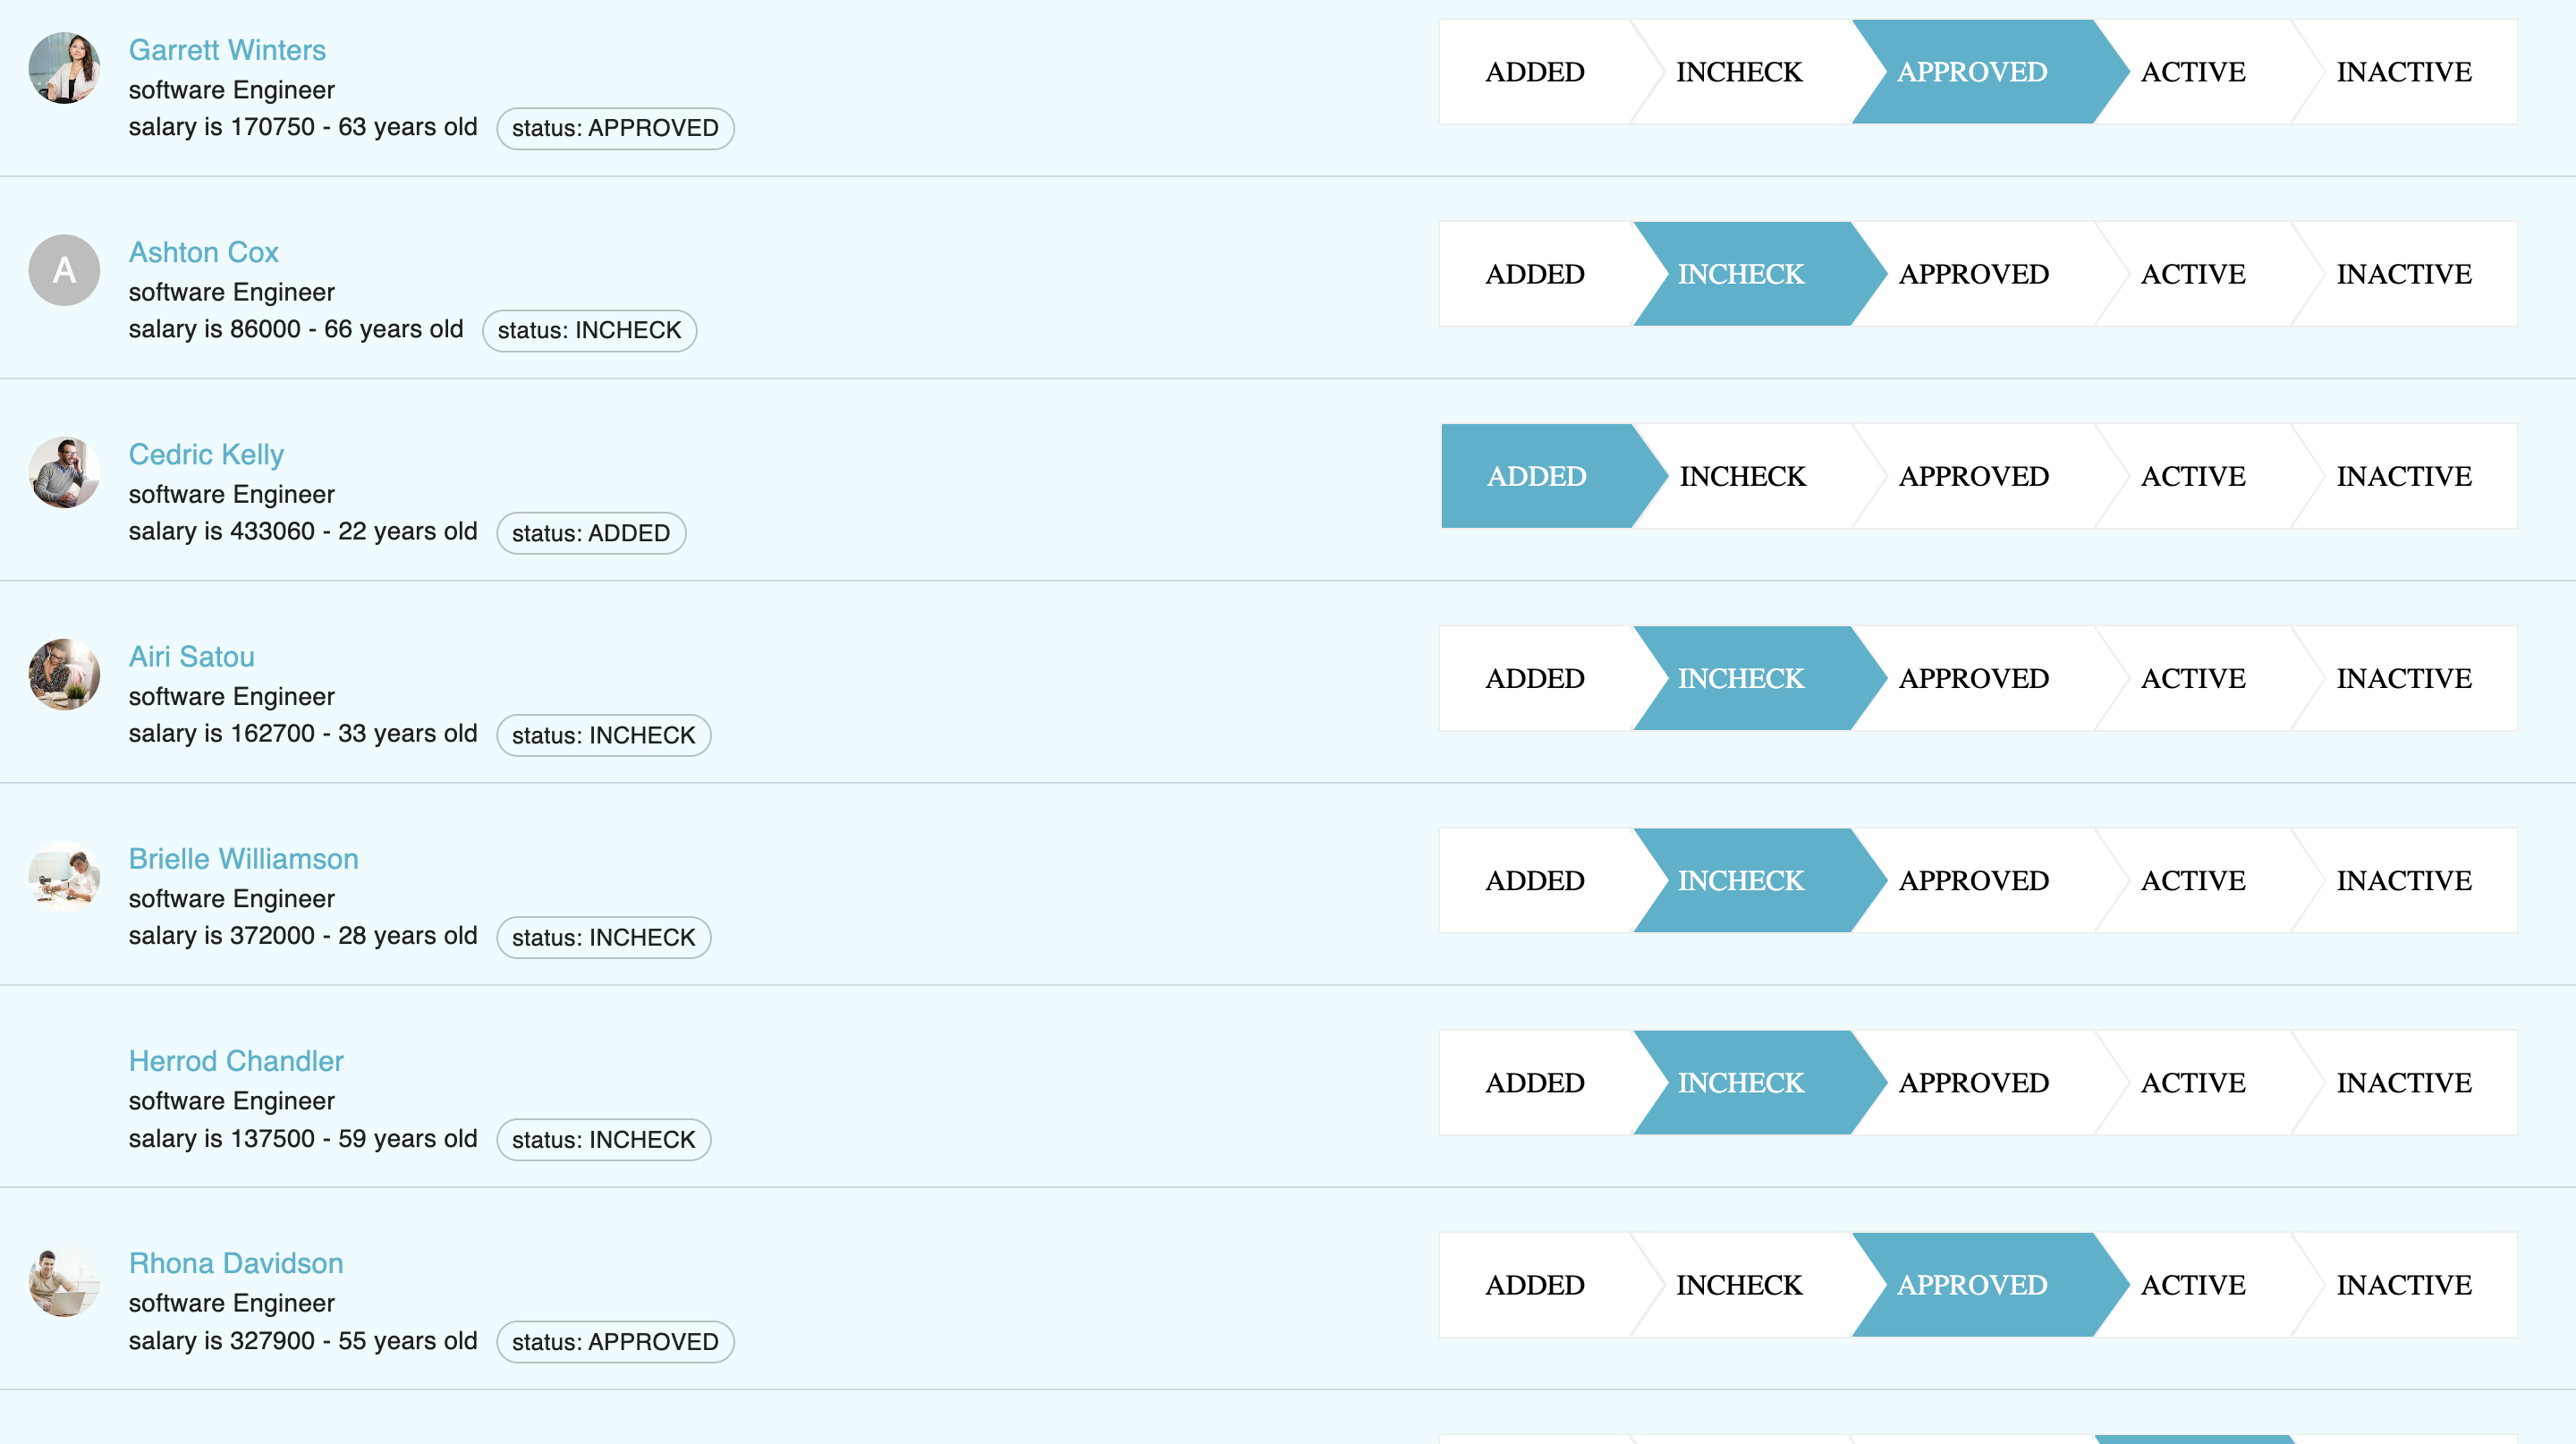 Garrett Winters
software Engineer
salary is 170750 - 63 years old status: APPROVED
ADDED INCHECK APPROVED ACTIVE INACTIVE
A
Ashton Cox
software Engineer
salary is 86000 - 66 years old status: INCHECK
ADDED INCHECK APPROVED ACTIVE INACTIVE
Cedric Kelly
software Engineer
salary is 433060 - 22 years old status: ADDED
ADDED INCHECK APPROVED ACTIVE INACTIVE
Airi Satou
software Engineer
salary is 162700 - 33 years old status: INCHECK
ADDED INCHECK APPROVED ACTIVE INACTIVE
Brielle Williamson
software Engineer
salary is 372000 - 28 years old status: INCHECK
ADDED INCHECK APPROVED ACTIVE INACTIVE
Herrod Chandler
software Engineer
salary is 137500 - 59 years old status: INCHECK
ADDED INCHECK APPROVED ACTIVE INACTIVE
Rhona Davidson
software Engineer
salary is 327900 - 55 years old status: APPROVED
ADDED INCHECK APPROVED ACTIVE INACTIVE